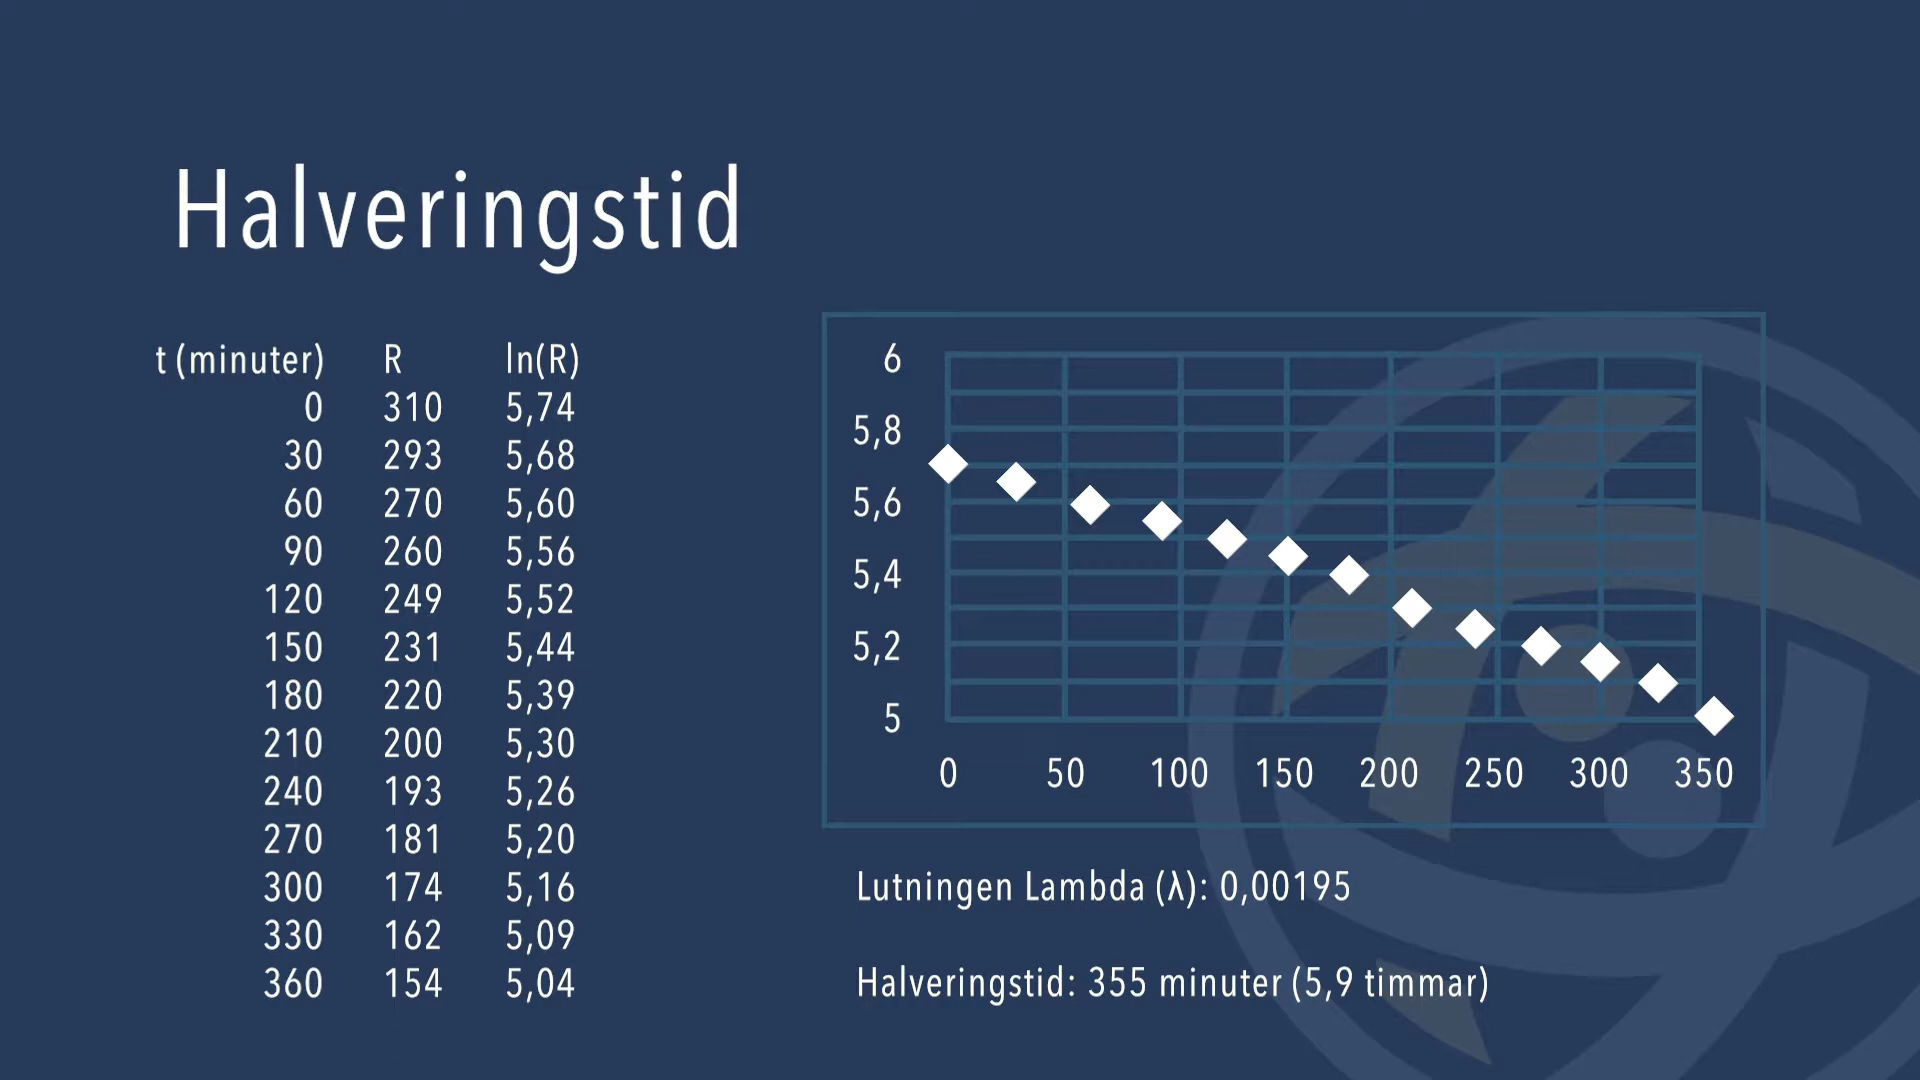 Halveringstid
t (minuter) R ln(R)
0 310 5,74
30 293 5,68
60 270 5,60
90 260 5,56
120 249 5,52
150 231 5,44
180 220 5,39
210 200 5,30
240 193 5,26
270 181 5,20
300 174 5,16
330 162 5,09
360 154 5,04
6
5,8
5,6
5,4
5,2
5
0 50 100 150 200 250 300 350
Lutningen Lambda (λ): 0,00195
Halveringstid: 355 minuter (5,9 timmar)